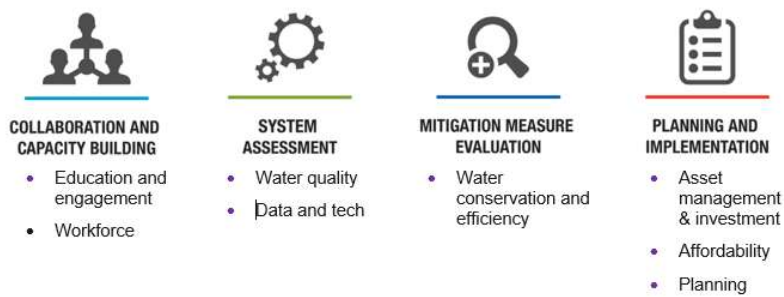 COLLABORATION AND
CAPACITY BUILDING
Education and
engagement
Workforce
SYSTEM
ASSESSMENT
Water quality
Data and tech
MITIGATION MEASURE
EVALUATION
Water
conservation and
efficiency
PLANNING AND
IMPLEMENTATION
Asset
management
& investment
Affordability
Planning